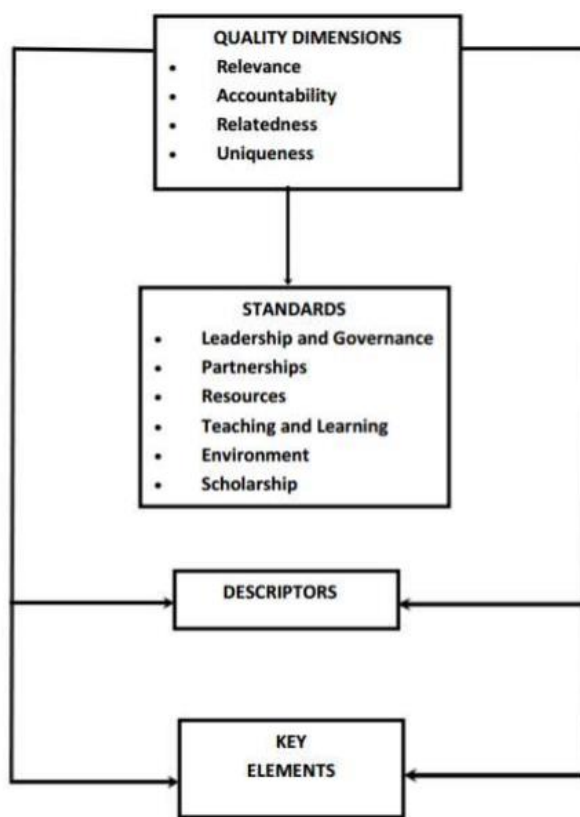 QUALITY DIMENSIONS
• Relevance
• Accountability
• Relatedness
• Uniqueness
STANDARDS
• Leadership and Governance
• Partnerships
• Resources
• Teaching and Learning
• Environment
• Scholarship
DESCRIPTORS
KEY
ELEMENTS